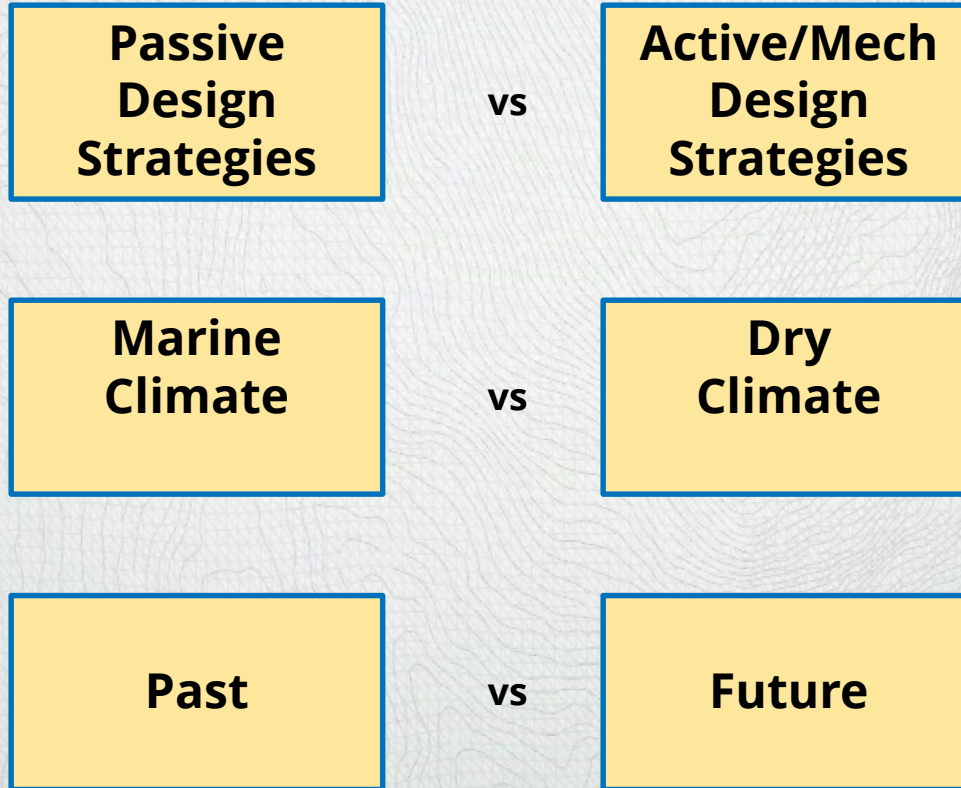 Passive
Design
Strategies
vs
Active/Mech
Design
Strategies
Marine
Climate
vs
Dry
Climate
Past
vs
Future